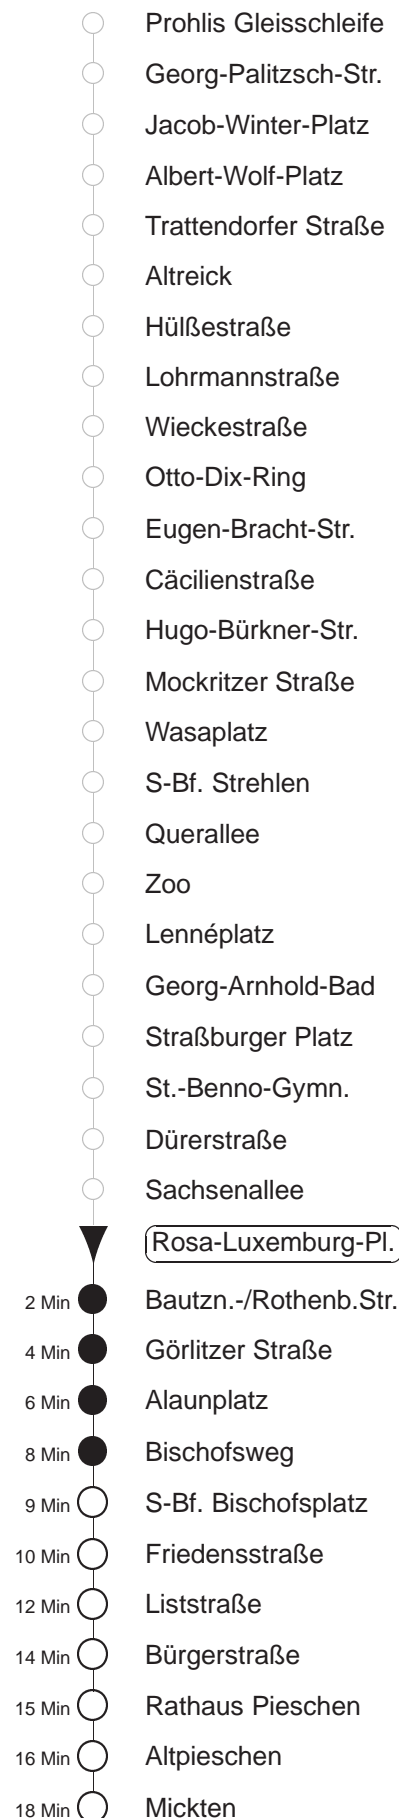 Prohlis Gleisschleife
Georg-Palitzsch-Str.
Jacob-Winter-Platz
Albert-Wolf-Platz
Trattendorfer Straße
Altreick
Hülßestraße
Lohrmannstraße
Wieckestraße
Otto-Dix-Ring
Eugen-Bracht-Str.
Cäcilienstraße
Hugo-Bürkner-Str.
Mockritzer Straße
Wasaplatz
S-Bf. Strehlen
Querallee
Zoo
Lennéplatz
Georg-Arnhold-Bad
Straßburger Platz
St.-Benno-Gymn.
Dürerstraße
Sachsenallee
Rosa-Luxemburg-Pl.
2 Min Bautzn.-/Rothenb.Str.
4 Min Görlitzer Straße
6 Min Alaunplatz
8 Min Bischofsweg
9 Min S-Bf. Bischofsplatz
10 Min Friedensstraße
12 Min Liststraße
14 Min Bürgerstraße
15 Min Rathaus Pieschen
16 Min Altpieschen
18 Min Mickten